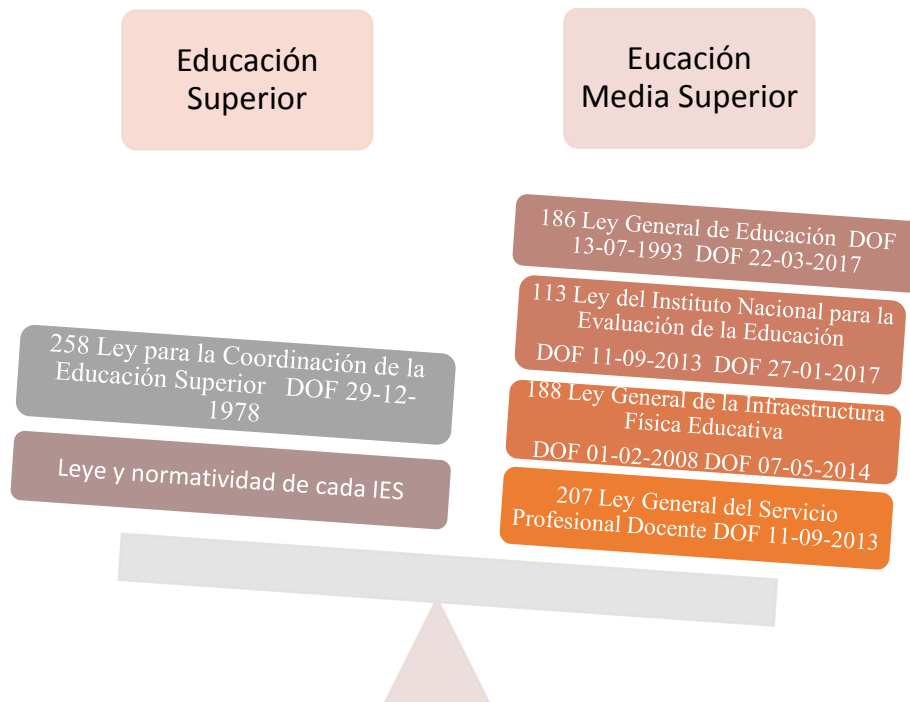 Educación
Superior
Eucación
Media Superior
258 Ley para la Coordinación de la
Educación Superior DOF 29-12-
1978
Leye y normatividad de cada IES
186 Ley General de Educación DOF
13-07-1993 DOF 22-03-2017
113 Ley del Instituto Nacional para la
Evaluación de la Educación
DOF 11-09-2013 DOF 27-01-2017
188 Ley General de la Infraestructura
Física Educativa
DOF 01-02-2008 DOF 07-05-2014
207 Ley General del Servicio
Profesional Docente DOF 11-09-2013